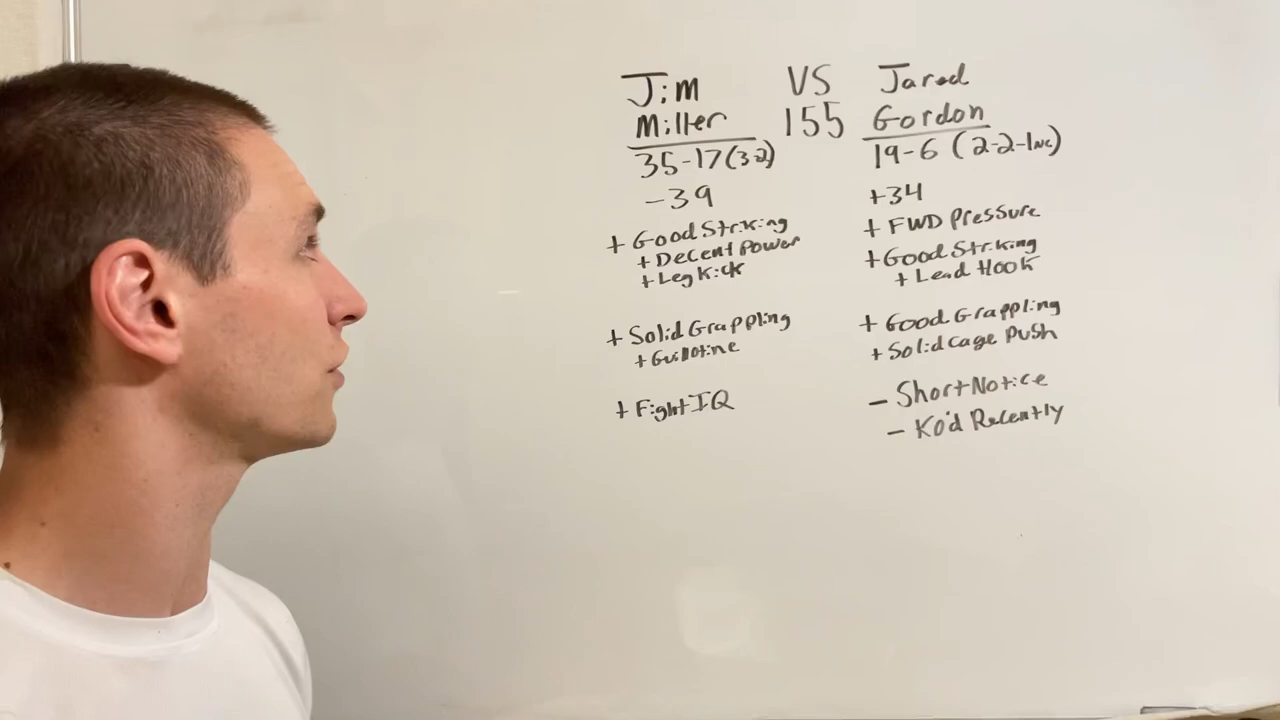 Jim
Miller
35-17(3-2)
-39
+ Good Striking
+ Decent Power
+ Leg Kick
+ Solid Grappling
+ Guillotine
+ Fight IQ
VS
155
Jared
Gordon
19-6 (2-2-1NC)
+34
+ FWD Pressure
+ Good Striking
+ Lead Hook
+ Good Grappling
+ Solid Cage Push
- Short Notice
- KO'd Recently